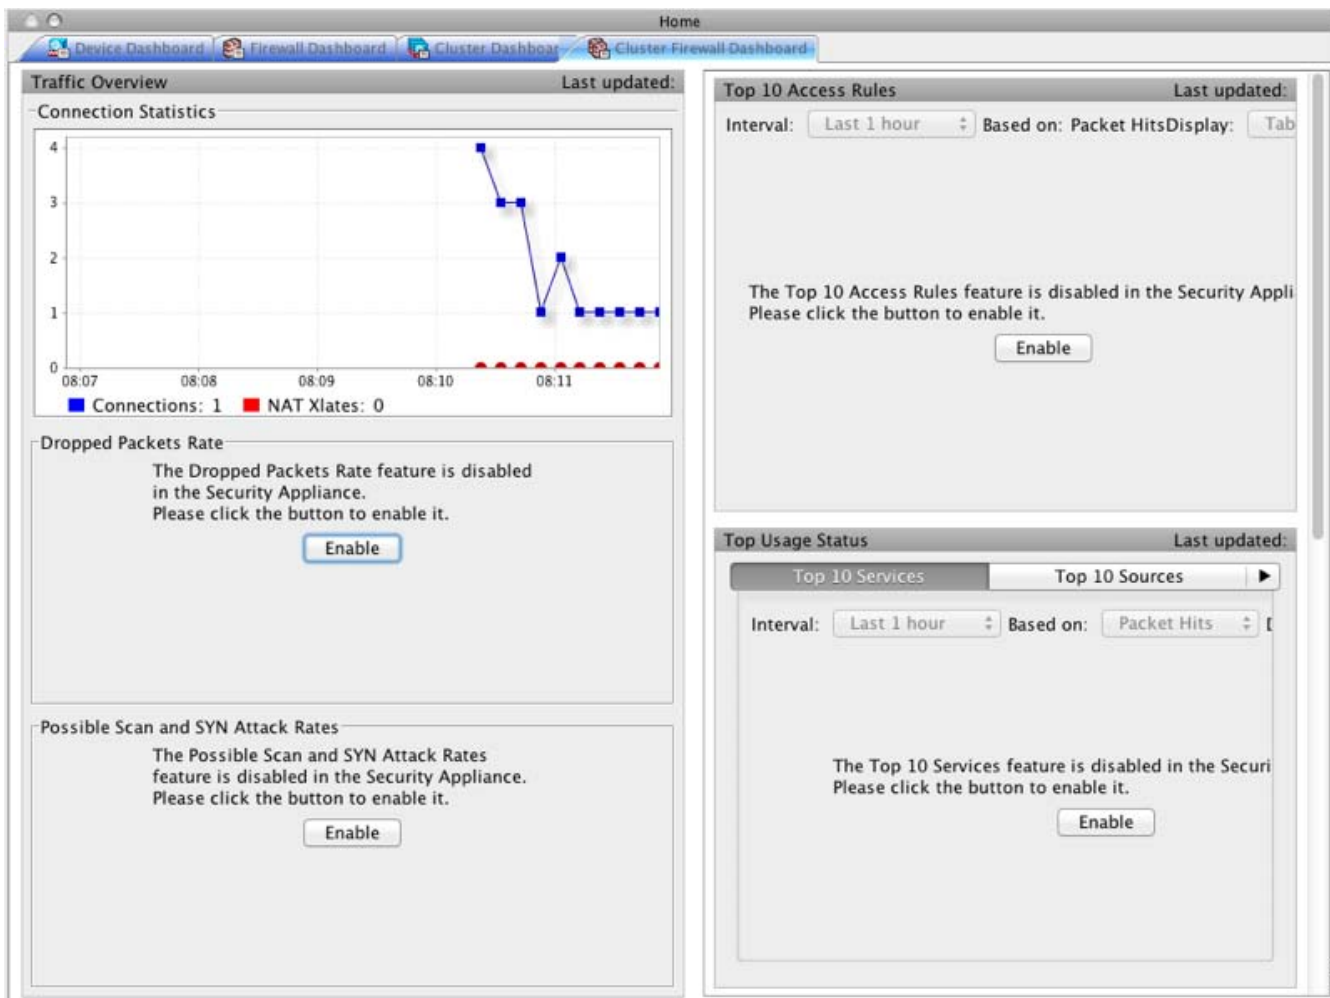 Home
Device Dashboard
Firewall Dashboard
Cluster Dashboar
Cluster Firewall Dashboard
Traffic Overview
Last updated:
Connection Statistics
4
3
2
1
0
08:07 08:08 08:09 08:10 08:11
Connections: 1 NAT Xlates: 0
Dropped Packets Rate
The Dropped Packets Rate feature is disabled
in the Security Appliance.
Please click the button to enable it.
Enable
Possible Scan and SYN Attack Rates
The Possible Scan and SYN Attack Rates
feature is disabled in the Security Appliance.
Please click the button to enable it.
Enable
Top 10 Access Rules
Last updated:
Interval: Last 1 hour Based on: Packet HitsDisplay: Tab
The Top 10 Access Rules feature is disabled in the Security Appli
Please click the button to enable it.
Enable
Top Usage Status
Last updated:
Top 10 Services
Top 10 Sources
Interval: Last 1 hour Based on: Packet Hits
The Top 10 Services feature is disabled in the Securi
Please click the button to enable it.
Enable